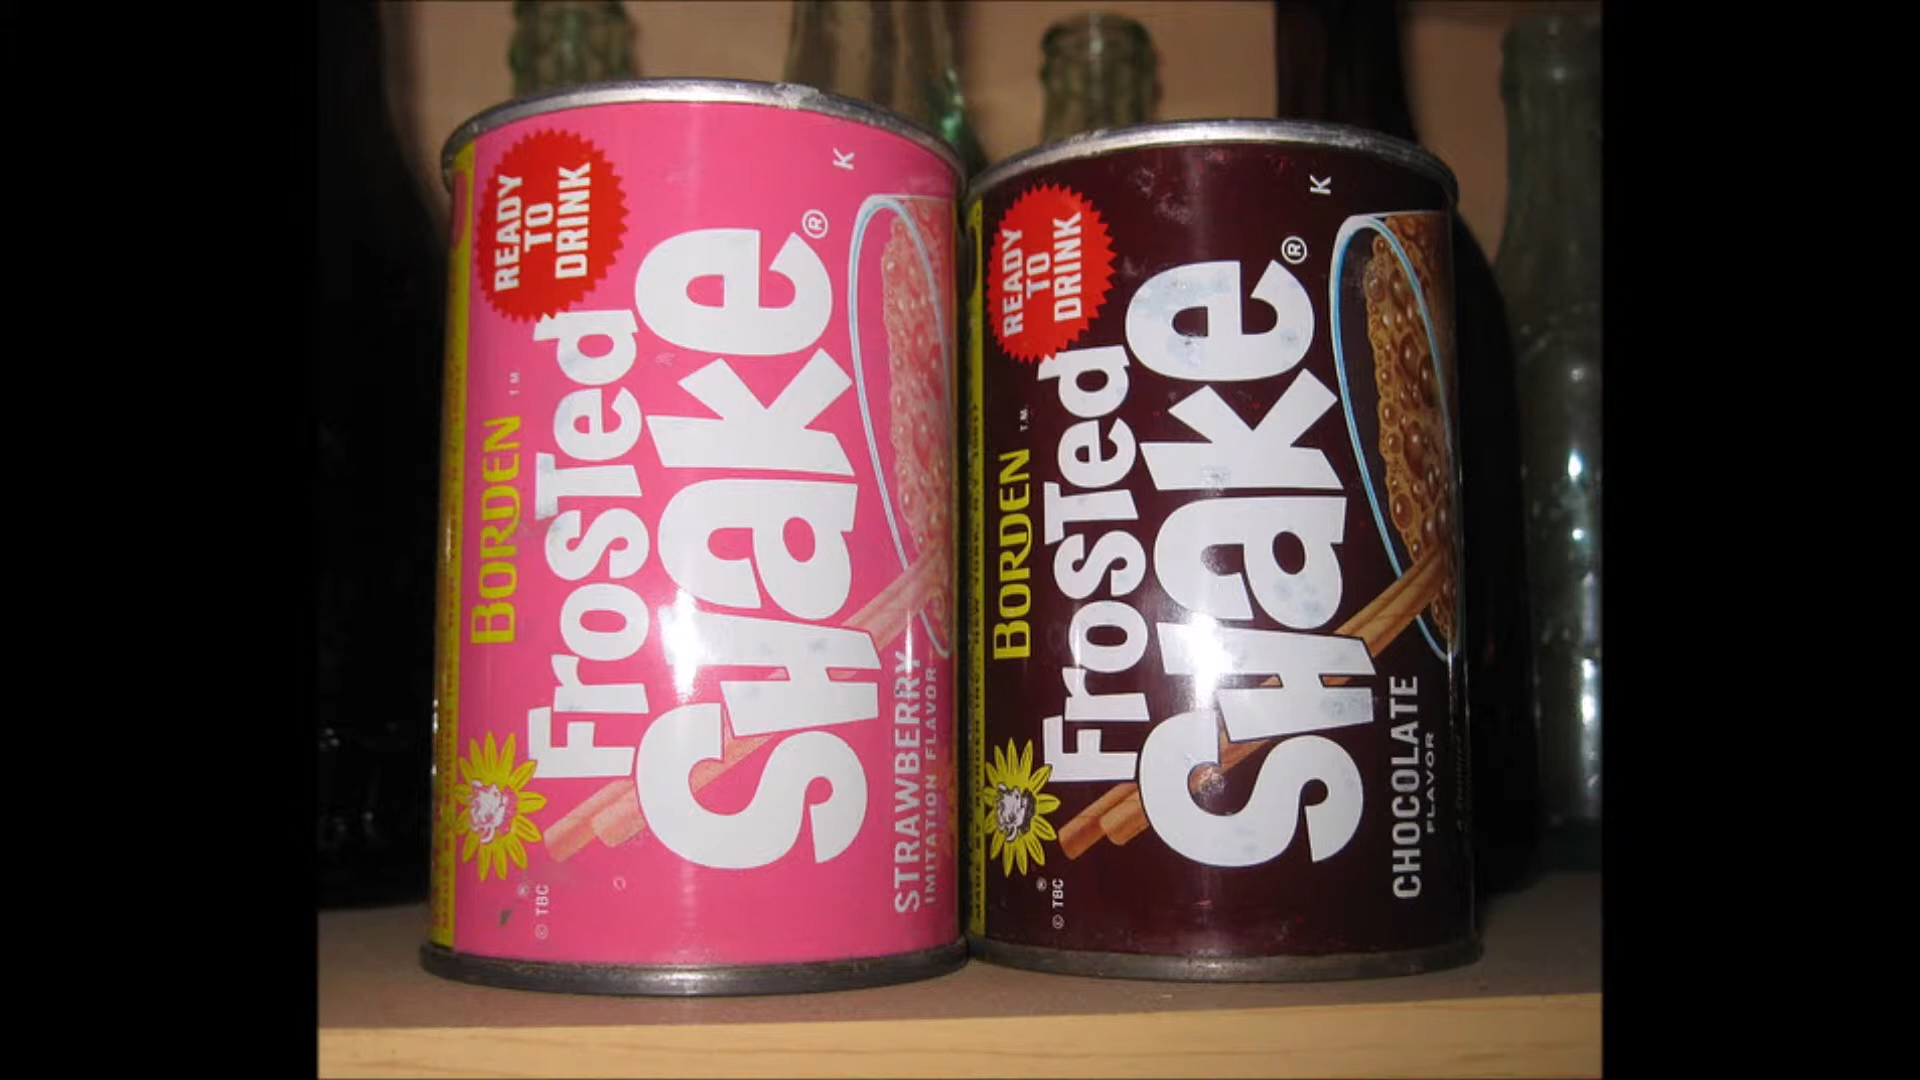 READY
TO
DRINK
K
BORDEN ™
Frosted
Shake®
STRAWBERRY
IMITATION FLAVOR
© TBC ®
READY
TO
DRINK
K
BORDEN T.M.
Frosted
Shake®
CHOCOLATE
FLAVOR
© TBC ®